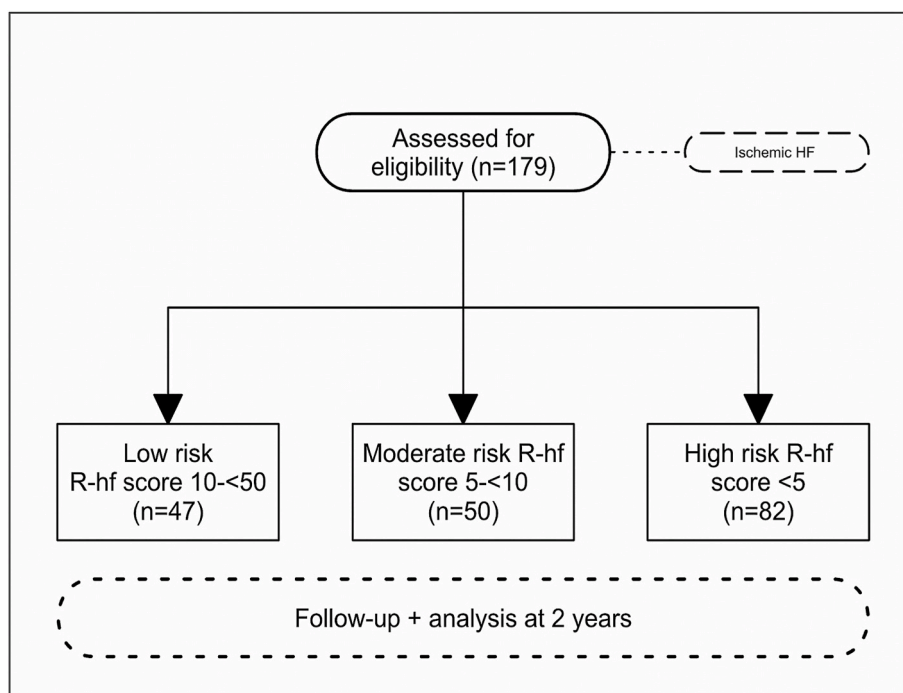 Assessed for
eligibility (n=179)
Ischemic HF
Low risk
R-hf score 10-<50
(n=47)
Moderate risk R-hf
score 5-<10
(n=50)
High risk R-hf
score <5
(n=82)
Follow-up + analysis at 2 years